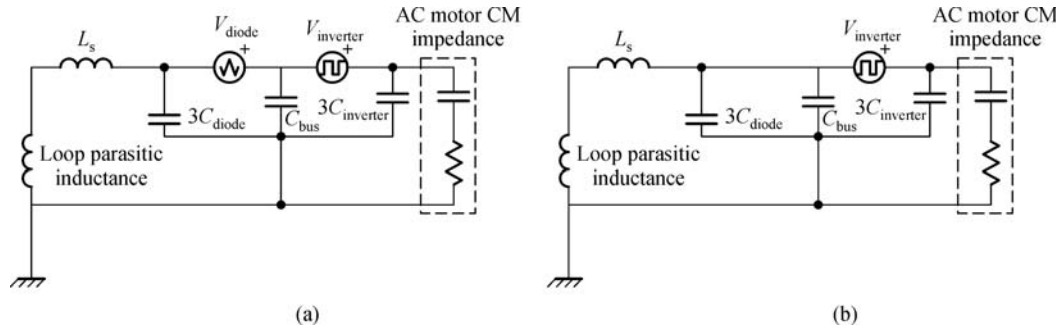 AC motor CM
impedance
V_diode
V_inverter
L_s
+
+
3C_diode
C_bus
3C_inverter
Loop parasitic
inductance
(a)
AC motor CM
impedance
V_inverter
L_s
+
3C_diode
C_bus
3C_inverter
Loop parasitic
inductance
(b)